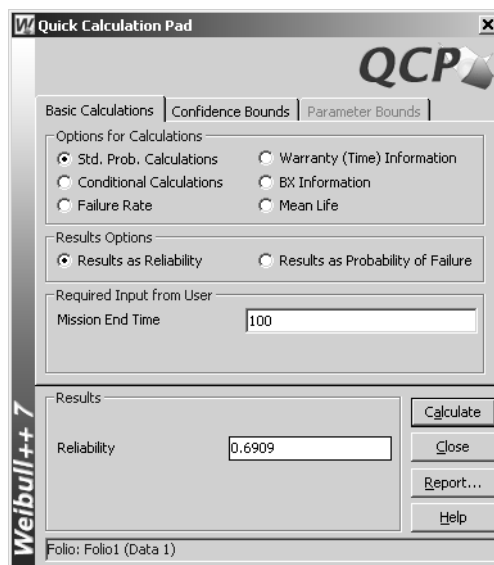 Quick Calculation Pad
QCP
Basic Calculations
Confidence Bounds
Parameter Bounds
Options for Calculations
Std. Prob. Calculations
Warranty (Time) Information
Conditional Calculations
BX Information
Failure Rate
Mean Life
Results Options
Results as Reliability
Results as Probability of Failure
Required Input from User
Mission End Time
100
Results
Reliability
0.6909
Calculate
Close
Report...
Help
Weibull++ 7
Folio: Folio1 (Data 1)